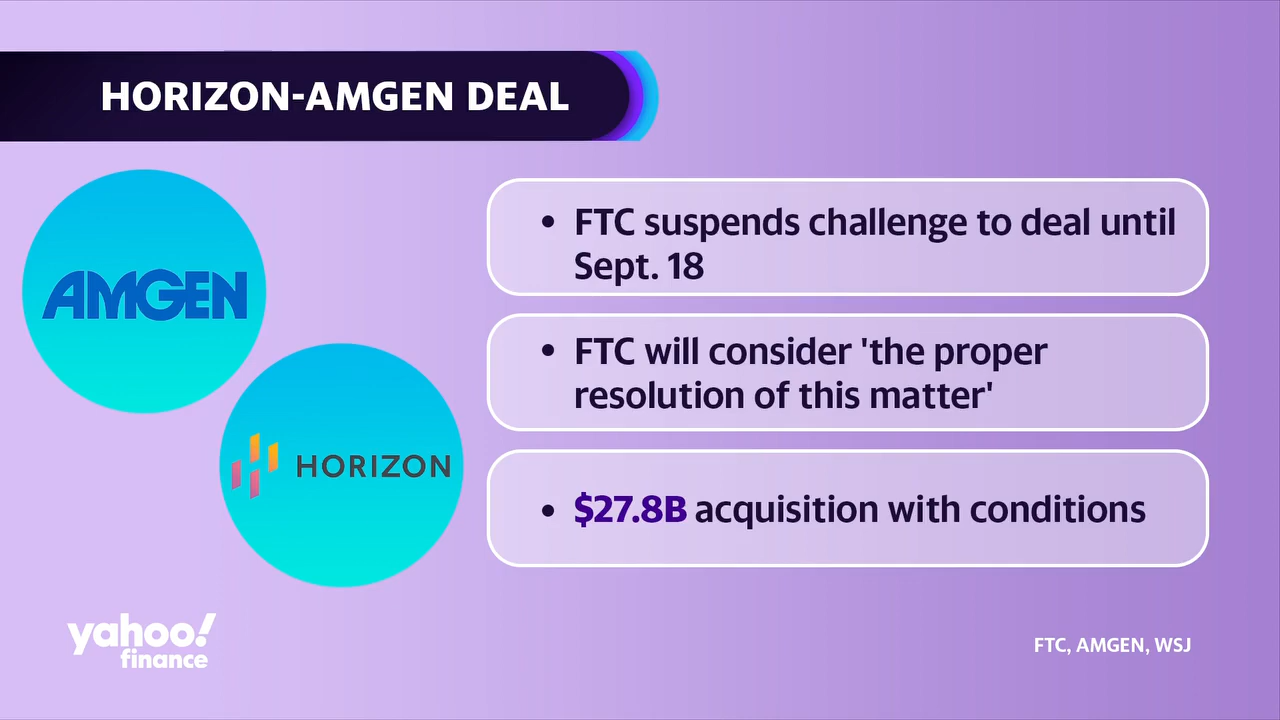 HORIZON-AMGEN DEAL
AMGEN
HORIZON
• FTC suspends challenge to deal until
Sept. 18
• FTC will consider 'the proper
resolution of this matter'
• $27.8B acquisition with conditions
yahoo!
finance
FTC, AMGEN, WSJ